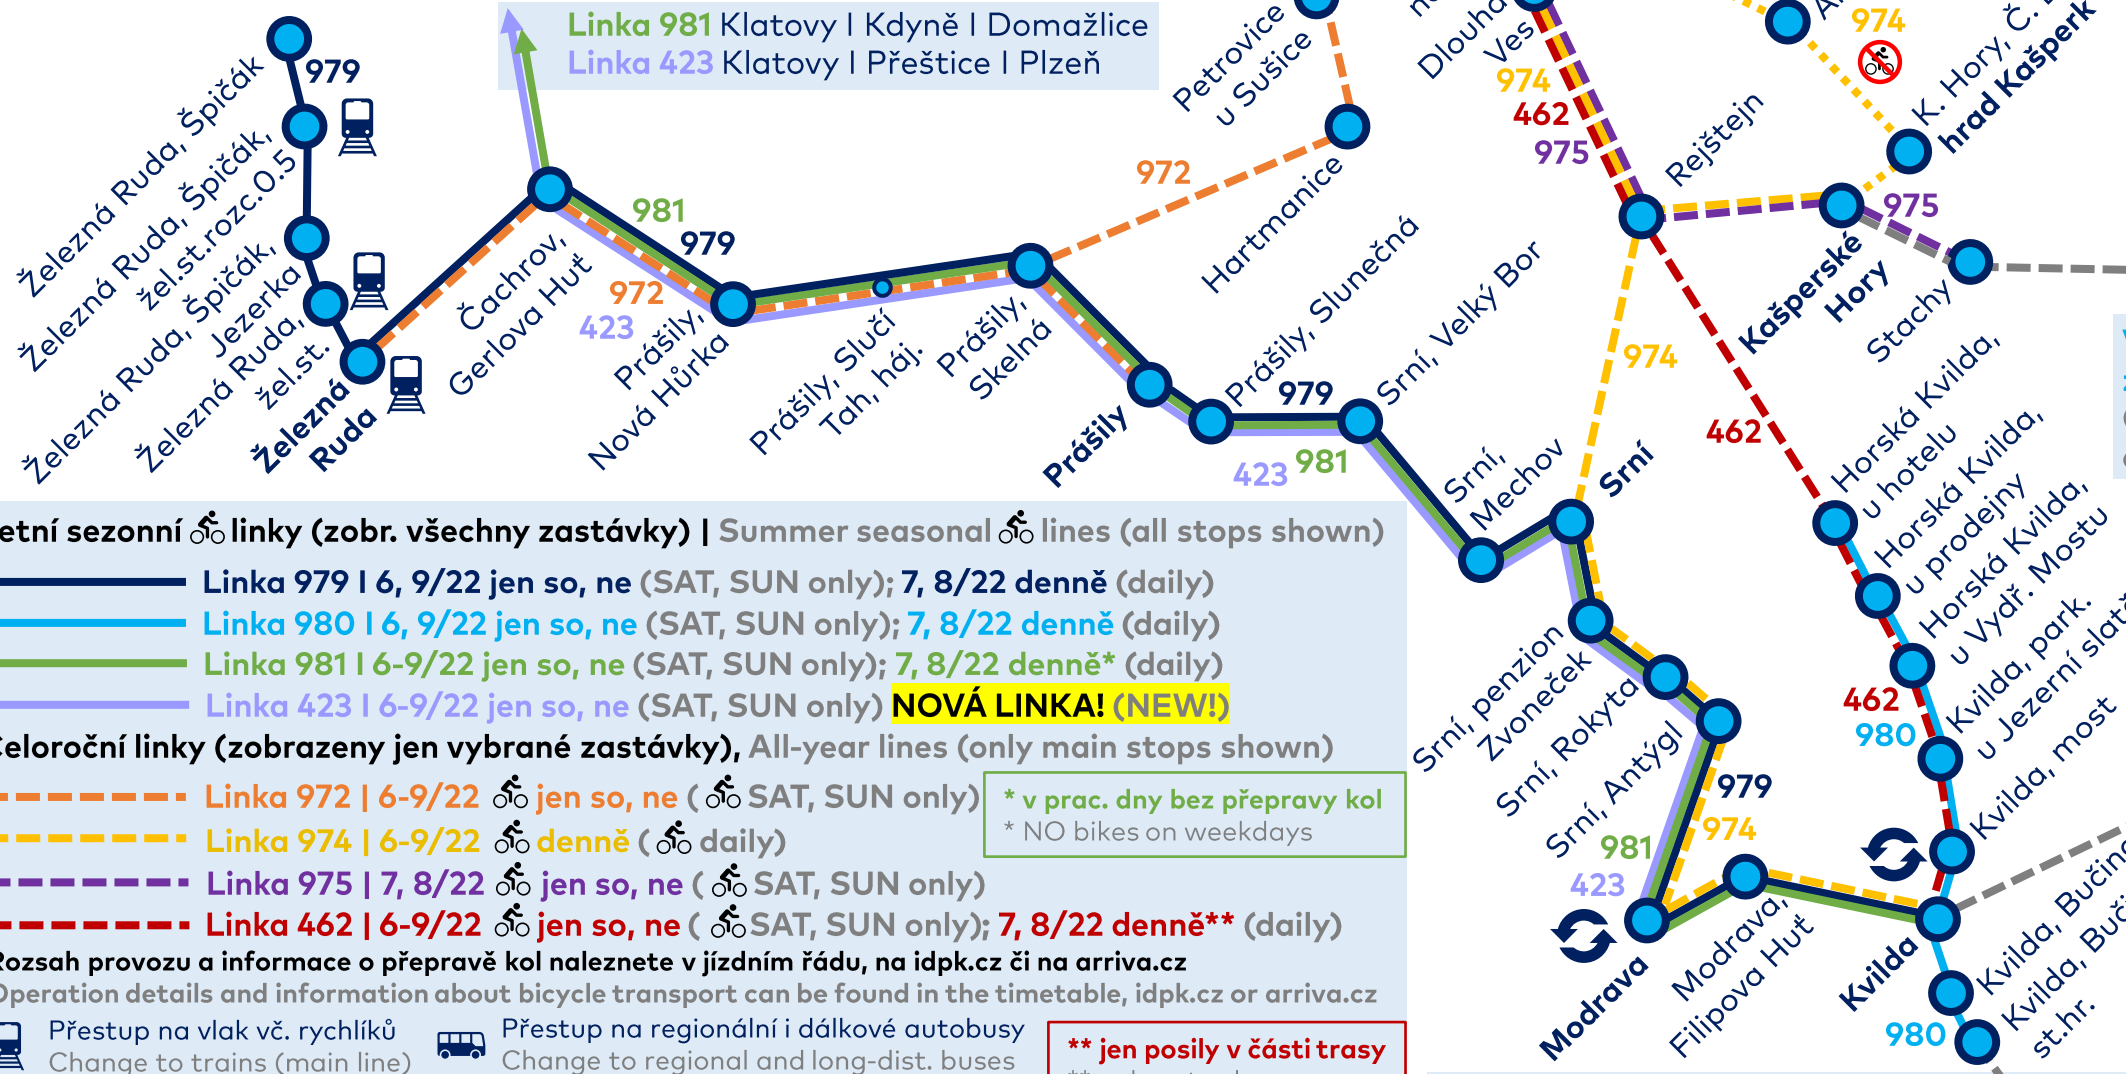 Linka 981 Klatovy I Kdyně I Domažlice
Linka 423 Klatovy I Přeštice I Plzeň
979
Železná Ruda, Špičák
Železná Ruda, Špičák,
žel.st.rozc.0.5
Železná Ruda, Špičák,
Jezerka
Železná Ruda,
žel.st.
Železná
Ruda
Čachrov,
Gerlova Huť
981
979
972
423
Prášily,
Nová Hůrka
Prášily, Slučí
Tah, háj.
Prášily,
Skelná
Prášily
972
Petrovice
u Sušice
Hartmanice
Prášily, Slunečná
979
423 981
Srní, Velký Bor
Srní,
Mechov
Srní
Dlouhá
Ves
974
462
975
Rejštejn
974
K. Hory, Č.
hrad Kašperk
975
Kašperské
Hory
Stachy
974
462
Horská Kvilda,
u hotelu
Horská Kvilda,
u prodejny
Horská Kvilda,
u Vydř. Mostu
462
980
Kvilda, park.
u Jezerní slatě
Kvilda, most
Kvilda
Kvilda, Bučina
Kvilda, Buči
st.hr.
980
Srní, penzion
Zvoneček
Srní, Rokyta
Srní, Antýgl
979
974
981
423
Modrava
Modrava,
Filipova Huť
etní sezonní linky (zobr. všechny zastávky) | Summer seasonal lines (all stops shown)
Linka 979 I 6, 9/22 jen so, ne (SAT, SUN only); 7, 8/22 denně (daily)
Linka 980 I 6, 9/22 jen so, ne (SAT, SUN only); 7, 8/22 denně (daily)
Linka 981 I 6-9/22 jen so, ne (SAT, SUN only); 7, 8/22 denně* (daily)
Linka 423 I 6-9/22 jen so, ne (SAT, SUN only) NOVÁ LINKA! (NEW!)
Celoroční linky (zobrazeny jen vybrané zastávky), All-year lines (only main stops shown)
Linka 972 | 6-9/22 jen so, ne ( SAT, SUN only)
Linka 974 | 6-9/22 denně ( daily)
Linka 975 | 7, 8/22 jen so, ne ( SAT, SUN only)
Linka 462 | 6-9/22 jen so, ne ( SAT, SUN only); 7, 8/22 denně** (daily)
* v prac. dny bez přepravy kol
* NO bikes on weekdays
Rozsah provozu a informace o přepravě kol naleznete v jízdním řádu, na idpk.cz či na arriva.cz
Operation details and information about bicycle transport can be found in the timetable, idpk.cz or arriva.cz
Přestup na vlak vč. rychlíků
Change to trains (main line)
Přestup na regionální i dálkové autobusy
Change to regional and long-dist. buses
** jen posily v části trasy